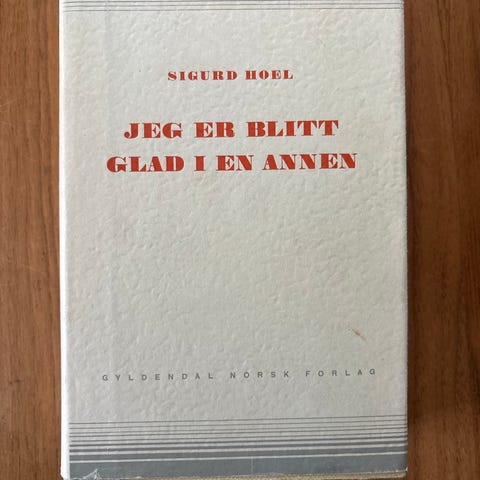 SIGURD HOEL
JEG ER BLITT
GLAD I EN ANNEN
GYLDENDAL NORSK FORLAG